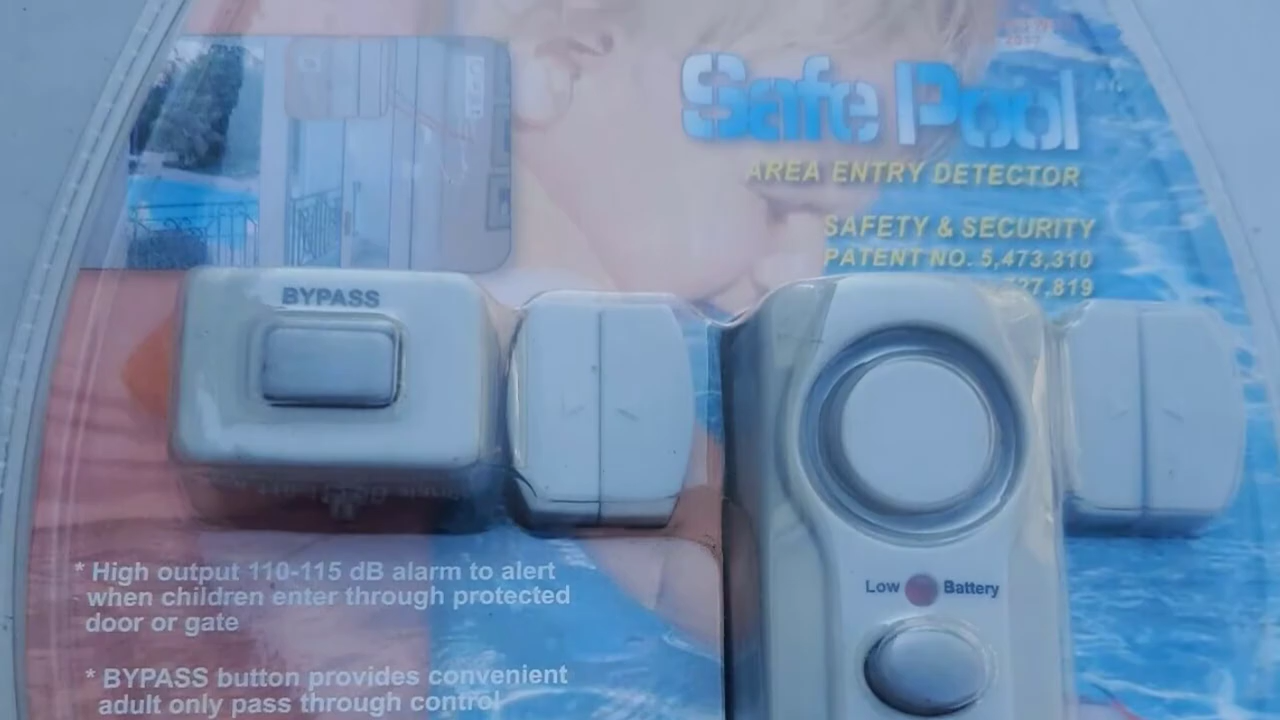 Safe Pool
AREA ENTRY DETECTOR
SAFETY & SECURITY
PATENT NO. 5,473,310
727,819
BYPASS
Low Battery
* High output 110-115 dB alarm to alert
when children enter through protected
door or gate
* BYPASS button provides convenient
adult only pass through control